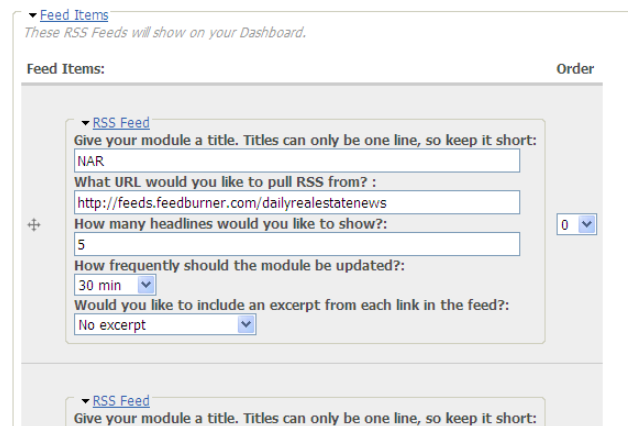 Feed Items
These RSS Feeds will show on your Dashboard.
Feed Items: Order
RSS Feed
Give your module a title. Titles can only be one line, so keep it short:
NAR
What URL would you like to pull RSS from? :
http://feeds.feedburner.com/dailyrealestatenews
How many headlines would you like to show?:
0
5
How frequently should the module be updated?:
30 min
Would you like to include an excerpt from each link in the feed?:
No excerpt
RSS Feed
Give your module a title. Titles can only be one line, so keep it short: